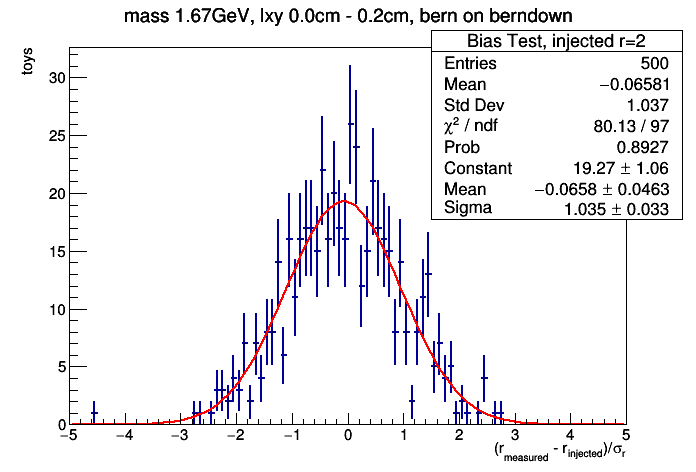 mass 1.67GeV, lxy 0.0cm - 0.2cm, bern on berndown
toys
Bias Test, injected r=2
Entries 500
Mean −0.06581
Std Dev 1.037
χ² / ndf 80.13 / 97
Prob 0.8927
Constant 19.27 ± 1.06
Mean −0.0658 ± 0.0463
Sigma 1.035 ± 0.033
30
25
20
15
10
5
0
−5 −4 −3 −2 −1 0 1 2 3 4 5
(r_measured - r_injected)/σ_r